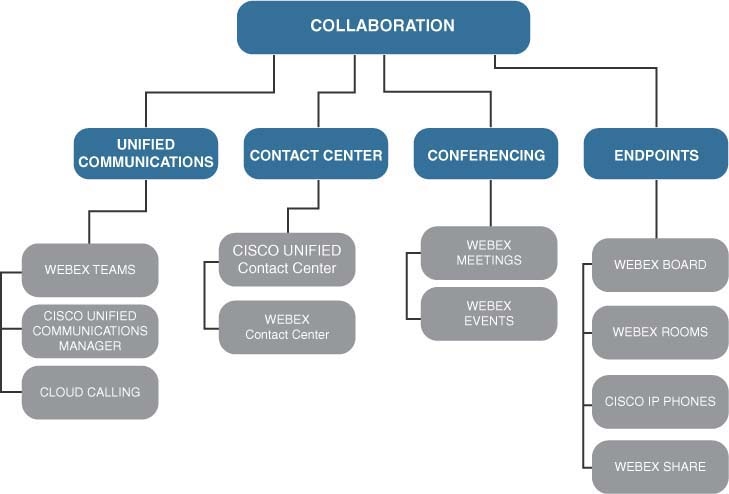 COLLABORATION
UNIFIED
COMMUNICATIONS
CONTACT CENTER
CONFERENCING
ENDPOINTS
WEBEX TEAMS
CISCO UNIFIED
COMMUNICATIONS
MANAGER
CLOUD CALLING
CISCO UNIFIED
Contact Center
WEBEX
Contact Center
WEBEX
MEETINGS
WEBEX
EVENTS
WEBEX BOARD
WEBEX ROOMS
CISCO IP PHONES
WEBEX SHARE